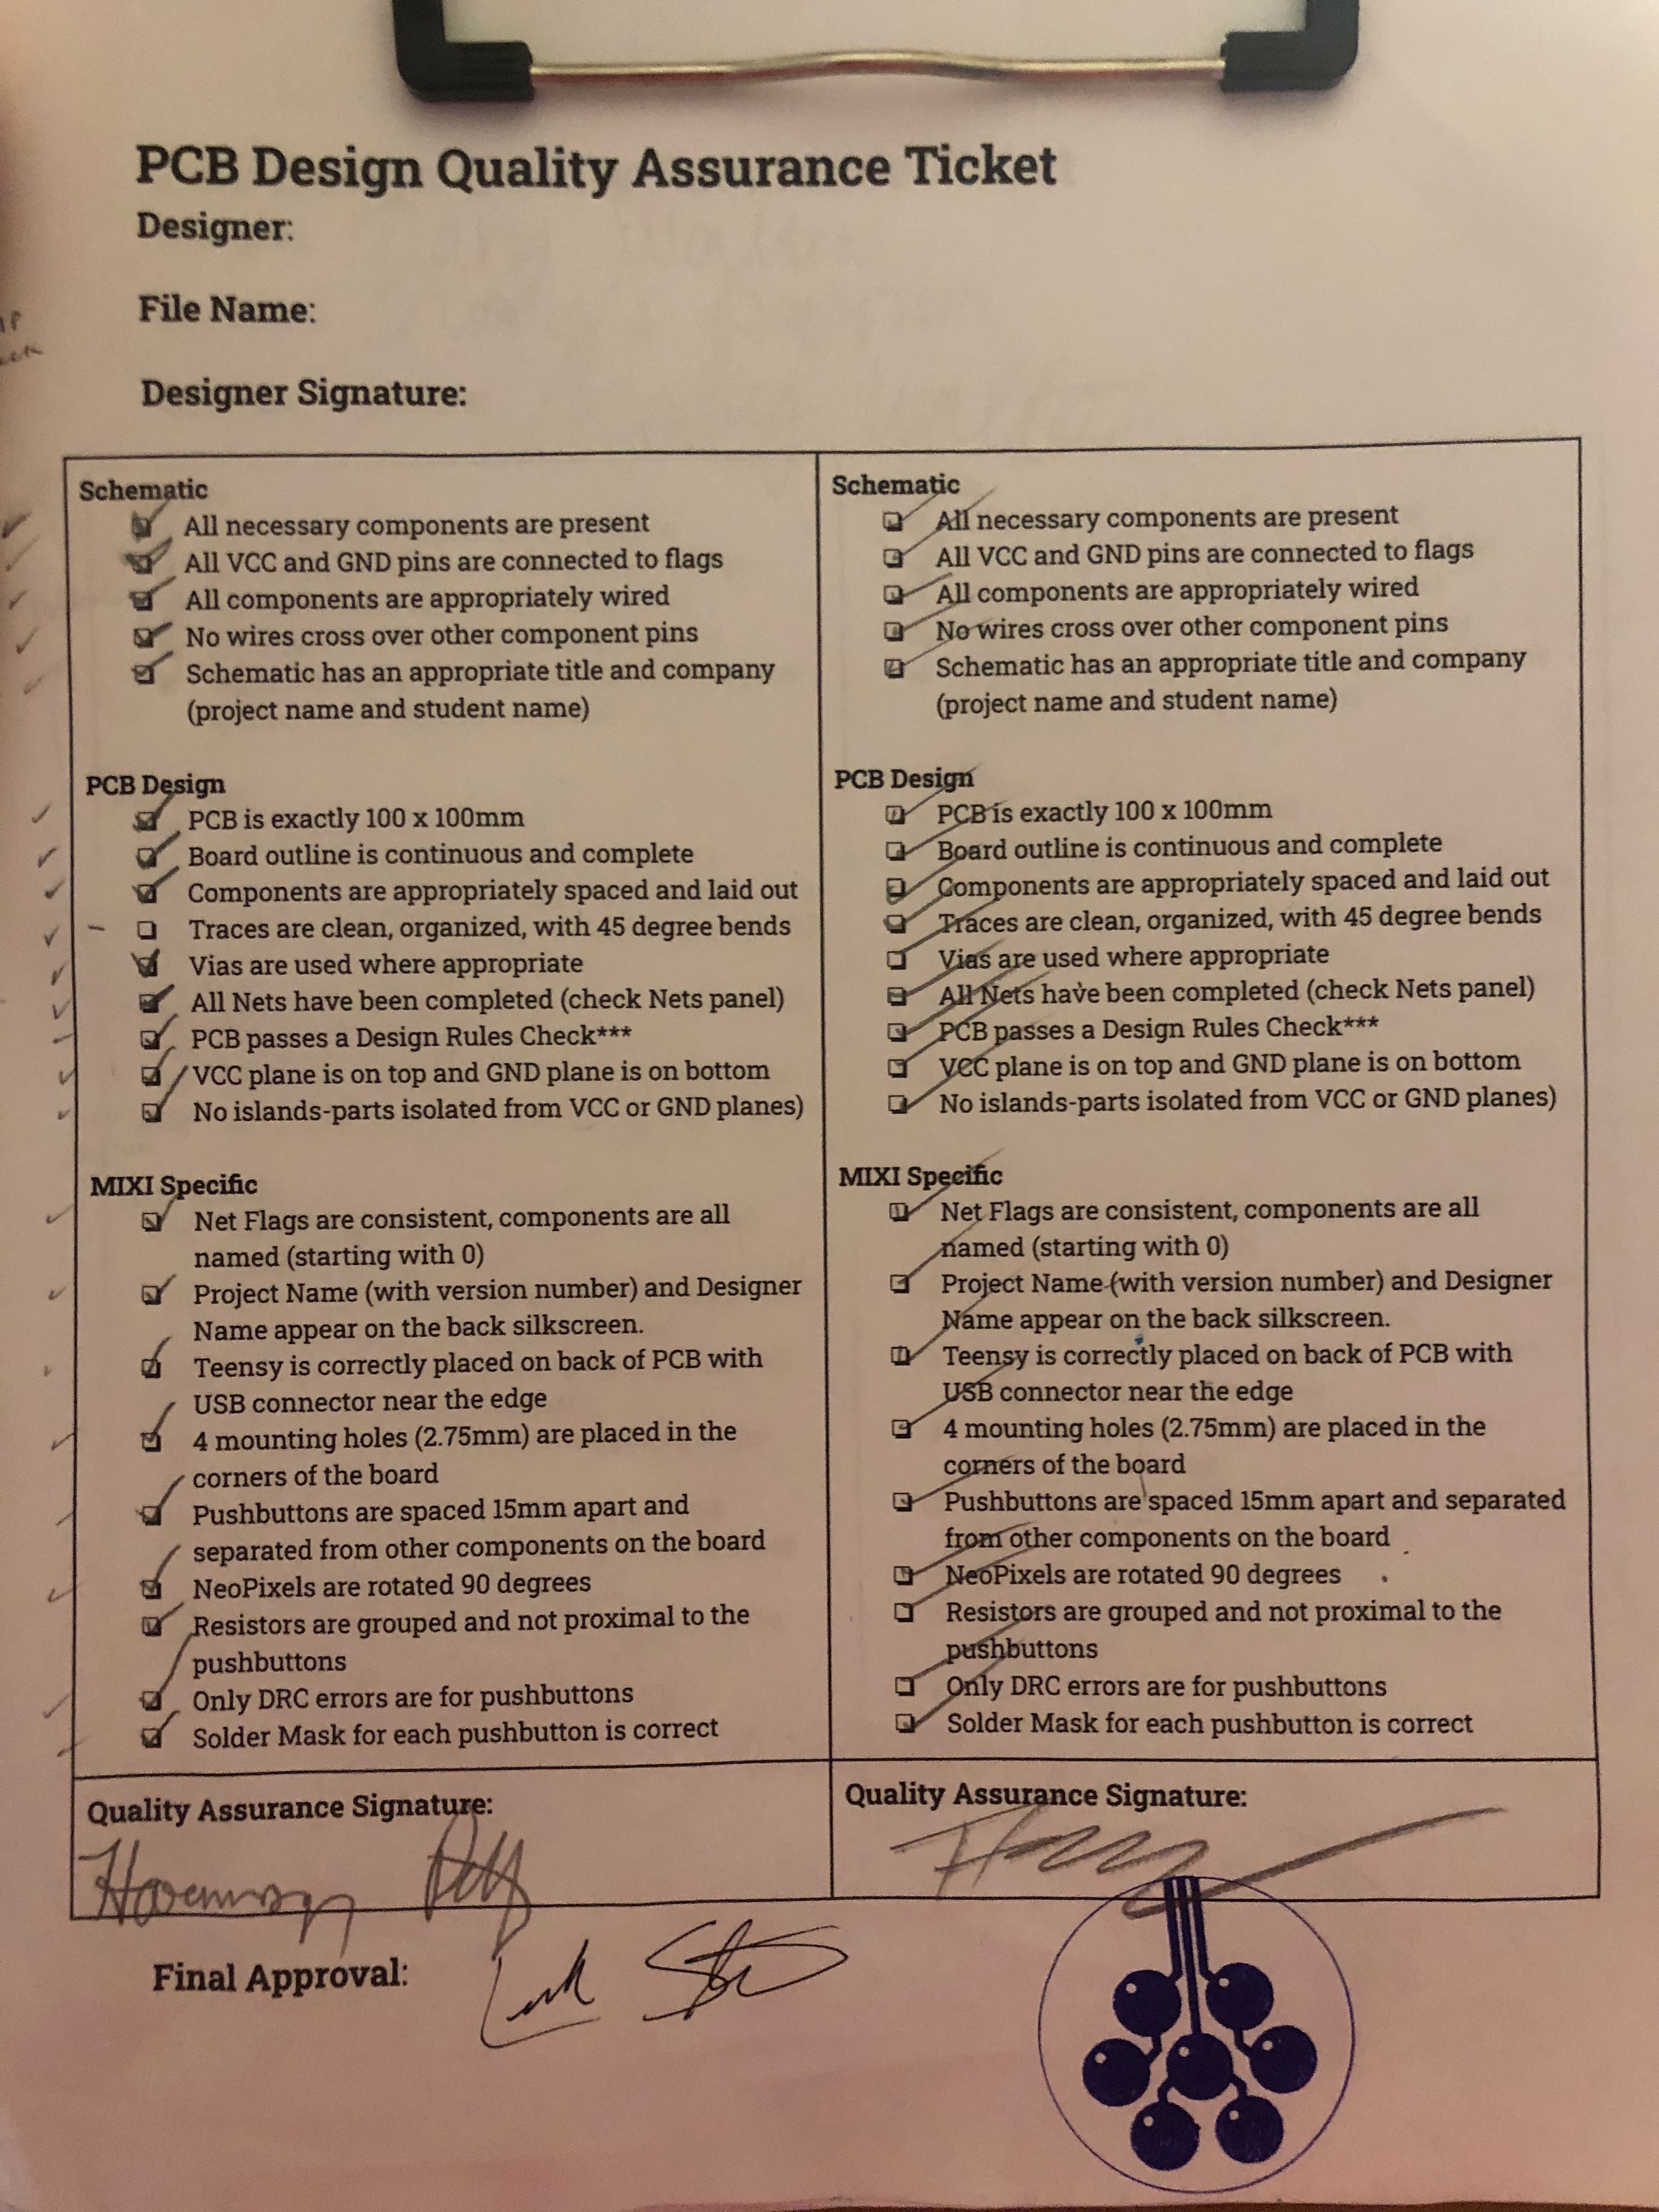 PCB Design Quality Assurance Ticket
Designer:
File Name:
Designer Signature:
Schematic
All necessary components are present
All VCC and GND pins are connected to flags
All components are appropriately wired
No wires cross over other component pins
Schematic has an appropriate title and company
(project name and student name)
PCB Design
PCB is exactly 100 x 100mm
Board outline is continuous and complete
Components are appropriately spaced and laid out
Traces are clean, organized, with 45 degree bends
Vias are used where appropriate
All Nets have been completed (check Nets panel)
PCB passes a Design Rules Check***
VCC plane is on top and GND plane is on bottom
No islands-parts isolated from VCC or GND planes)
MIXI Specific
Net Flags are consistent, components are all
named (starting with 0)
Project Name (with version number) and Designer
Name appear on the back silkscreen.
Teensy is correctly placed on back of PCB with
USB connector near the edge
4 mounting holes (2.75mm) are placed in the
corners of the board
Pushbuttons are spaced 15mm apart and
separated from other components on the board
NeoPixels are rotated 90 degrees
Resistors are grouped and not proximal to the
pushbuttons
Only DRC errors are for pushbuttons
Solder Mask for each pushbutton is correct
Quality Assurance Signature:
Schematic
All necessary components are present
All VCC and GND pins are connected to flags
All components are appropriately wired
No wires cross over other component pins
Schematic has an appropriate title and company
(project name and student name)
PCB Design
PCB is exactly 100 x 100mm
Board outline is continuous and complete
Components are appropriately spaced and laid out
Traces are clean, organized, with 45 degree bends
Vias are used where appropriate
All Nets have been completed (check Nets panel)
PCB passes a Design Rules Check***
VCC plane is on top and GND plane is on bottom
No islands-parts isolated from VCC or GND planes)
MIXI Specific
Net Flags are consistent, components are all
named (starting with 0)
Project Name (with version number) and Designer
Name appear on the back silkscreen.
Teensy is correctly placed on back of PCB with
USB connector near the edge
4 mounting holes (2.75mm) are placed in the
corners of the board
Pushbuttons are spaced 15mm apart and separated
from other components on the board
NeoPixels are rotated 90 degrees
Resistors are grouped and not proximal to the
pushbuttons
Only DRC errors are for pushbuttons
Solder Mask for each pushbutton is correct
Quality Assurance Signature:
Final Approval: